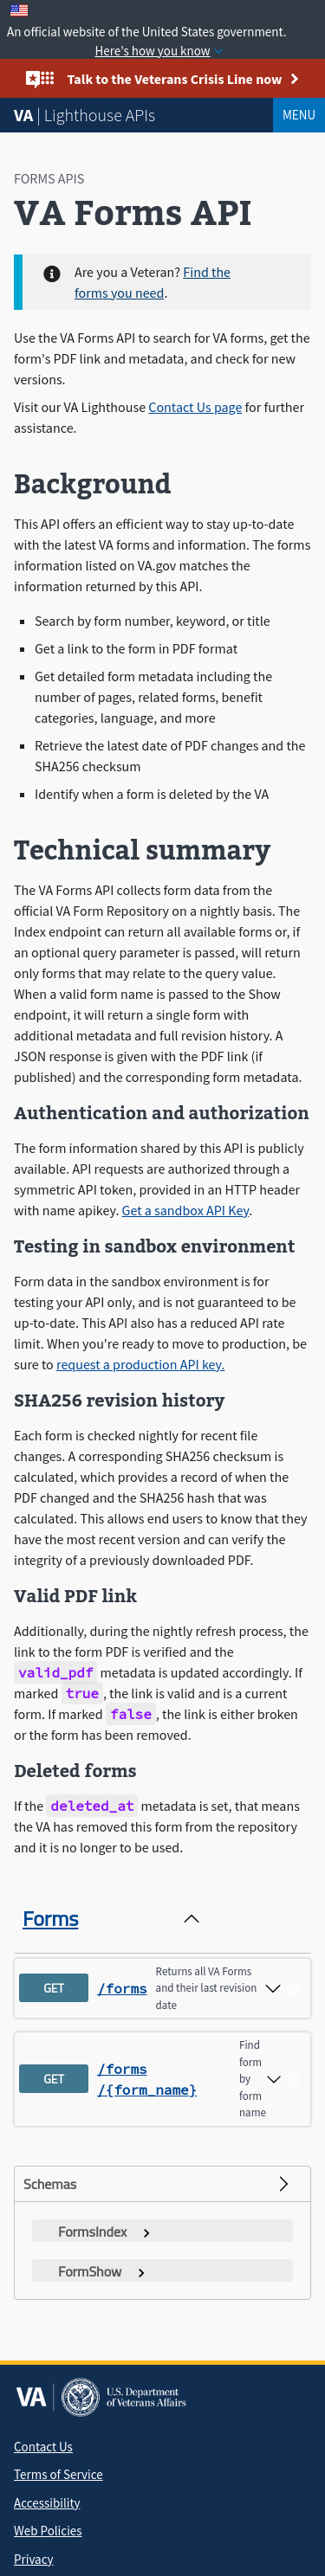 An official website of the United States government.
Here's how you know
Talk to the Veterans Crisis Line now
VA | Lighthouse APIs
MENU
FORMS APIS
VA Forms API
Are you a Veteran? Find the
forms you need.
Use the VA Forms API to search for VA forms, get the
form's PDF link and metadata, and check for new
versions.
Visit our VA Lighthouse Contact Us page for further
assistance.
Background
This API offers an efficient way to stay up-to-date
with the latest VA forms and information. The forms
information listed on VA.gov matches the
information returned by this API.
Search by form number, keyword, or title
Get a link to the form in PDF format
Get detailed form metadata including the
number of pages, related forms, benefit
categories, language, and more
Retrieve the latest date of PDF changes and the
SHA256 checksum
Identify when a form is deleted by the VA
Technical summary
The VA Forms API collects form data from the
official VA Form Repository on a nightly basis. The
Index endpoint can return all available forms or, if
an optional query parameter is passed, will return
only forms that may relate to the query value.
When a valid form name is passed to the Show
endpoint, it will return a single form with
additional metadata and full revision history. A
JSON response is given with the PDF link (if
published) and the corresponding form metadata.
Authentication and authorization
The form information shared by this API is publicly
available. API requests are authorized through a
symmetric API token, provided in an HTTP header
with name apikey. Get a sandbox API Key.
Testing in sandbox environment
Form data in the sandbox environment is for
testing your API only, and is not guaranteed to be
up-to-date. This API also has a reduced API rate
limit. When you're ready to move to production, be
sure to request a production API key.
SHA256 revision history
Each form is checked nightly for recent file
changes. A corresponding SHA256 checksum is
calculated, which provides a record of when the
PDF changed and the SHA256 hash that was
calculated. This allows end users to know that they
have the most recent version and can verify the
integrity of a previously downloaded PDF.
Valid PDF link
Additionally, during the nightly refresh process, the
link to the form PDF is verified and the
valid_pdf metadata is updated accordingly. If
marked true, the link is valid and is a current
form. If marked false, the link is either broken
or the form has been removed.
Deleted forms
If the deleted_at metadata is set, that means
the VA has removed this form from the repository
and it is no longer to be used.
Forms
GET /forms Returns all VA Forms
and their last revision
date
GET /forms
/{form_name}
Find
form
by
form
name
Schemas
FormsIndex
FormShow
VA | U.S. Department
of Veterans Affairs
Contact Us
Terms of Service
Accessibility
Web Policies
Privacy